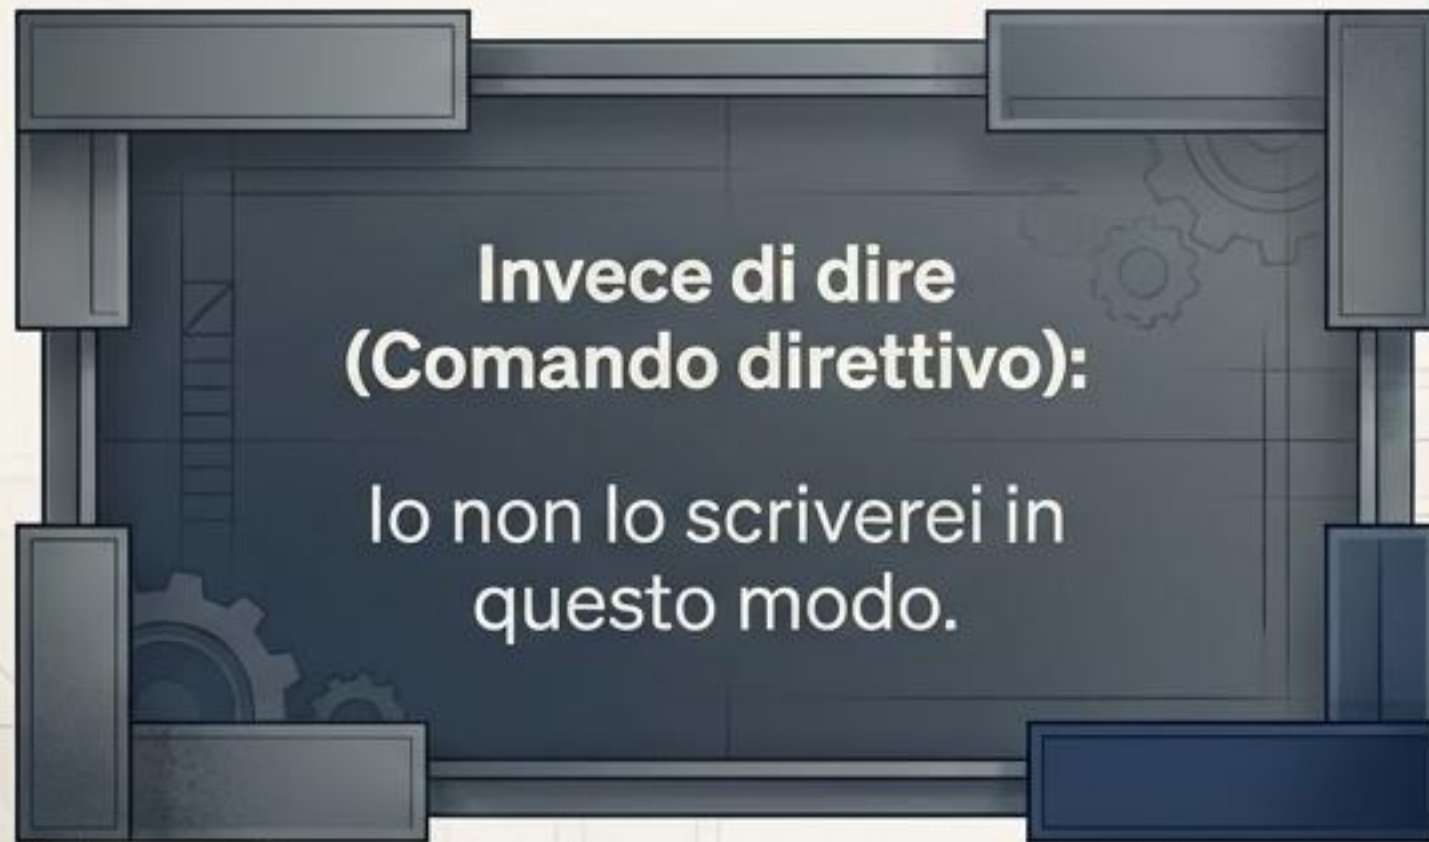 Invece di dire
(Comando direttivo):
Io non lo scriverei in
questo modo.